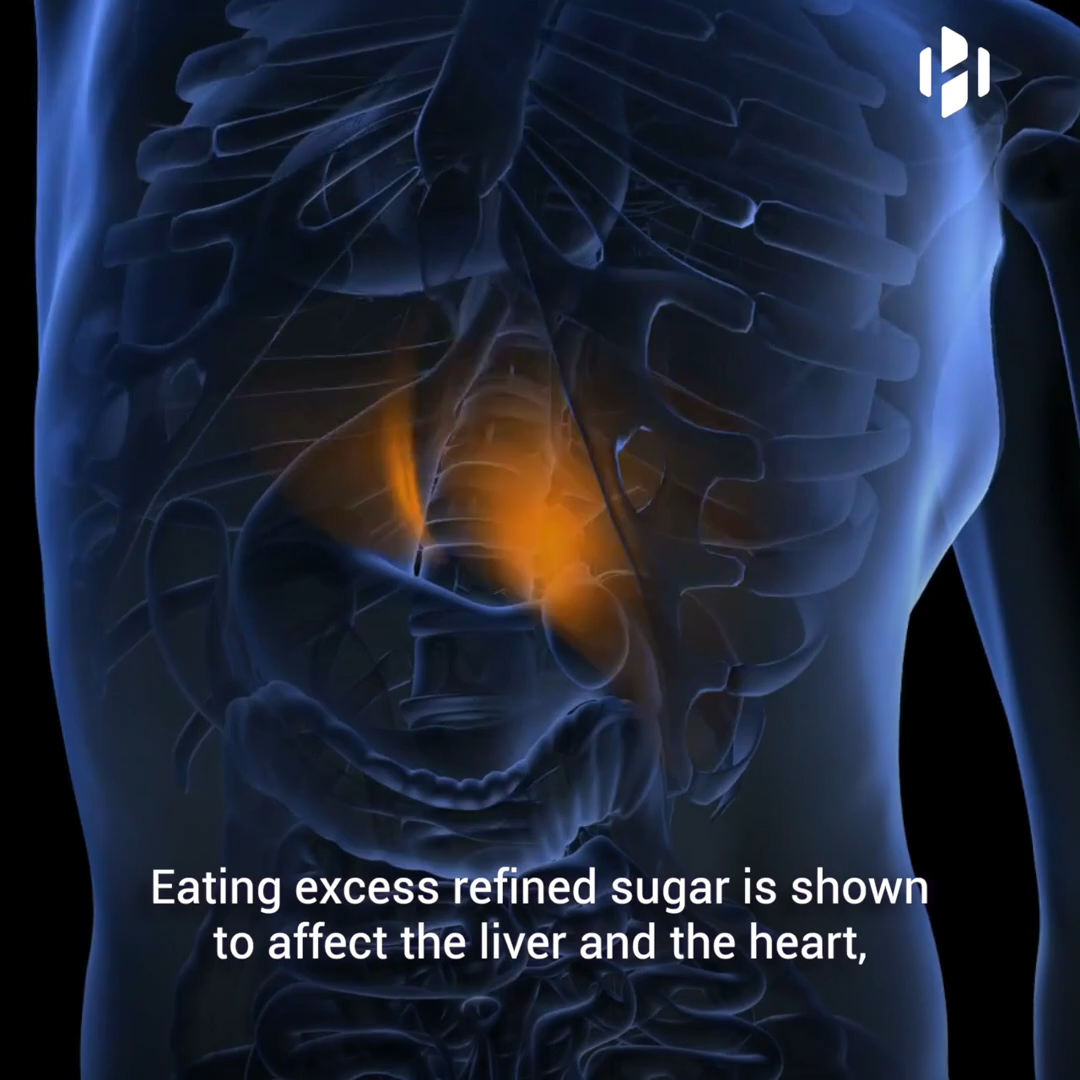 Eating excess refined sugar is shown
to affect the liver and the heart,